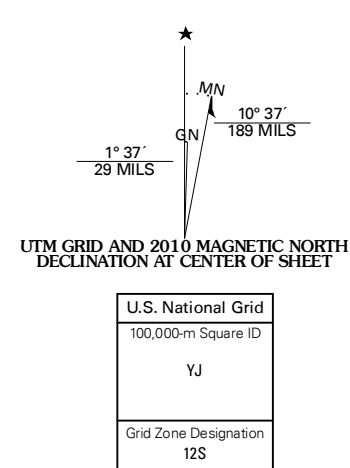 MN
10° 37´
189 MILS
GN
1° 37´
29 MILS
UTM GRID AND 2010 MAGNETIC NORTH
DECLINATION AT CENTER OF SHEET
U.S. National Grid
100,000-m Square ID
YJ
Grid Zone Designation
12S